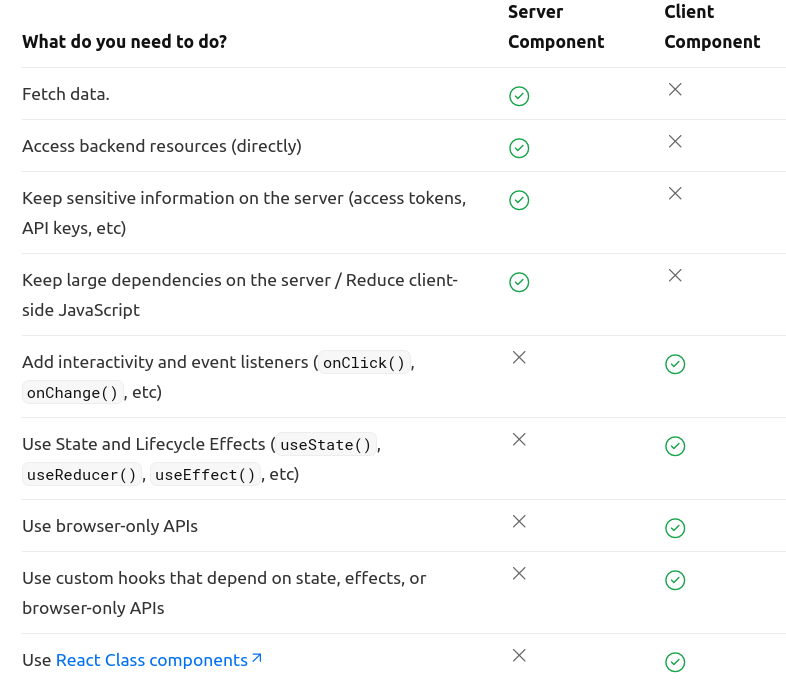 What do you need to do? Server Component Client Component
Fetch data.
Access backend resources (directly)
Keep sensitive information on the server (access tokens,
API keys, etc)
Keep large dependencies on the server / Reduce client-
side JavaScript
Add interactivity and event listeners ( onClick() ,
onChange() , etc)
Use State and Lifecycle Effects ( useState() ,
useReducer() , useEffect() , etc)
Use browser-only APIs
Use custom hooks that depend on state, effects, or
browser-only APIs
Use React Class components